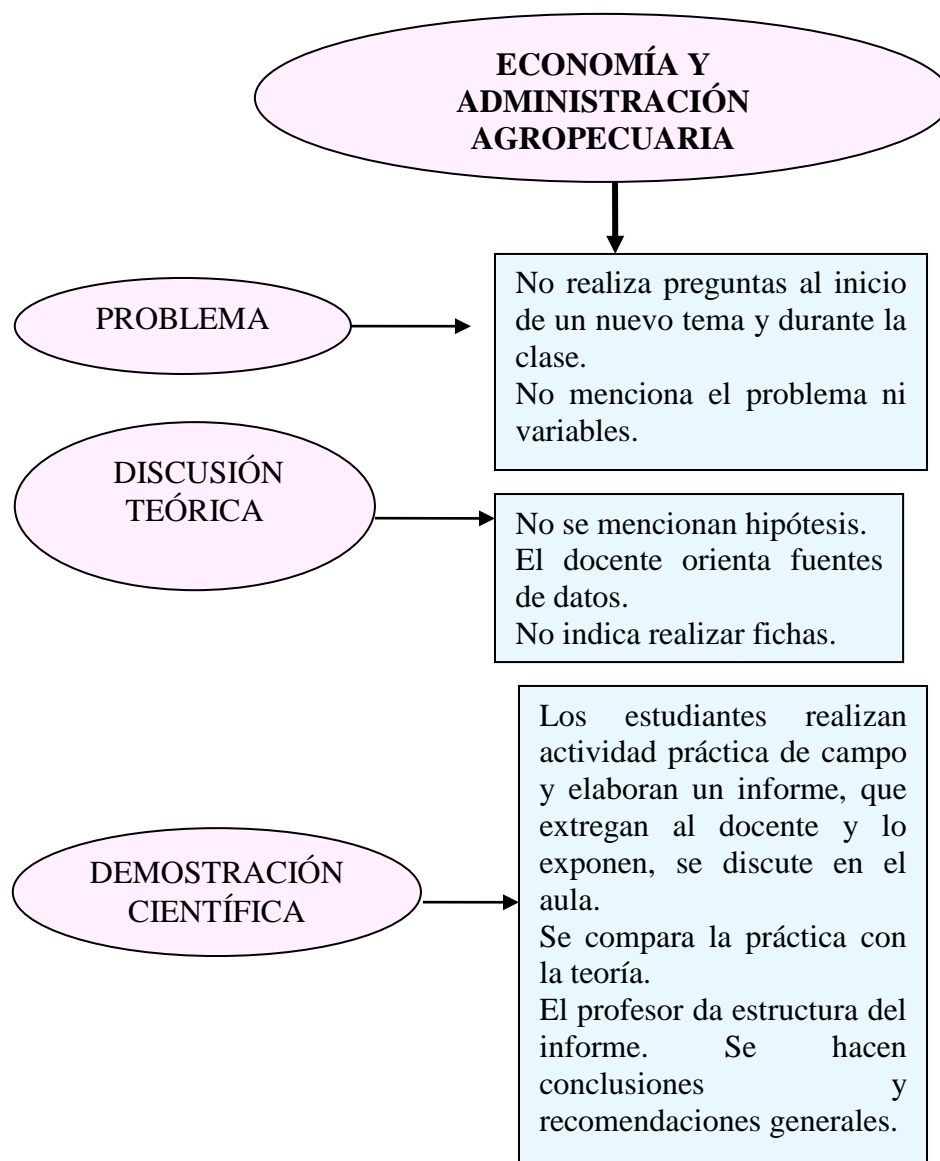 ECONOMÍA Y
ADMINISTRACIÓN
AGROPECUARIA
PROBLEMA
No realiza preguntas al inicio
de un nuevo tema y durante la
clase.
No menciona el problema ni
variables.
DISCUSIÓN
TEÓRICA
No se mencionan hipótesis.
El docente orienta fuentes
de datos.
No indica realizar fichas.
DEMOSTRACIÓN
CIENTÍFICA
Los estudiantes realizan
actividad práctica de campo
y elaboran un informe, que
extregan al docente y lo
exponen, se discute en el
aula.
Se compara la práctica con
la teoría.
El profesor da estructura del
informe. Se hacen
conclusiones y
recomendaciones generales.